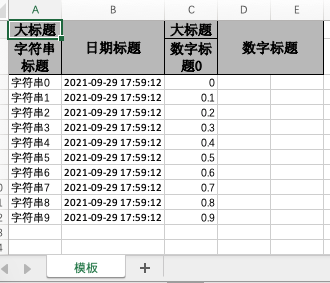 A B C D E
大标题 日期标题 大标题 数字标题
字符串标题 数字标题0
字符串0 2021-09-29 17:59:12 0
字符串1 2021-09-29 17:59:12 0.1
字符串2 2021-09-29 17:59:12 0.2
字符串3 2021-09-29 17:59:12 0.3
字符串4 2021-09-29 17:59:12 0.4
字符串5 2021-09-29 17:59:12 0.5
字符串6 2021-09-29 17:59:12 0.6
字符串7 2021-09-29 17:59:12 0.7
字符串8 2021-09-29 17:59:12 0.8
字符串9 2021-09-29 17:59:12 0.9
模板